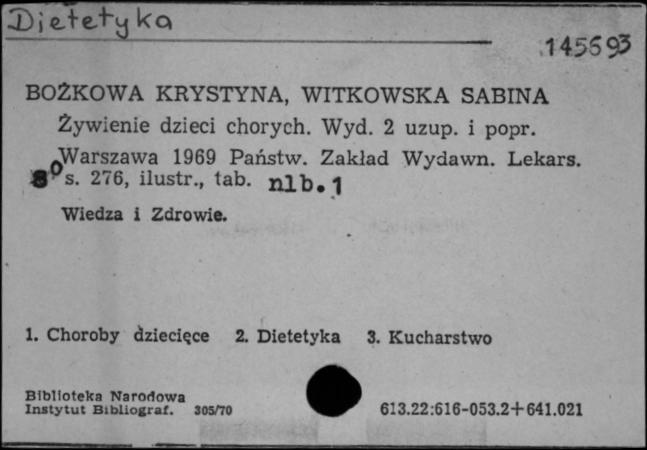 Dietetyka
145693
BOŻKOWA KRYSTYNA, WITKOWSKA SABINA
Żywienie dzieci chorych. Wyd. 2 uzup. i popr.
Warszawa 1969 Państw. Zakład Wydawn. Lekars.
8° s. 276, ilustr., tab. nlb. 1
Wiedza i Zdrowie.
1. Choroby dziecięce 2. Dietetyka 3. Kucharstwo
Biblioteka Narodowa
Instytut Bibliograf. 305/70 613.22:616-053.2+641.021